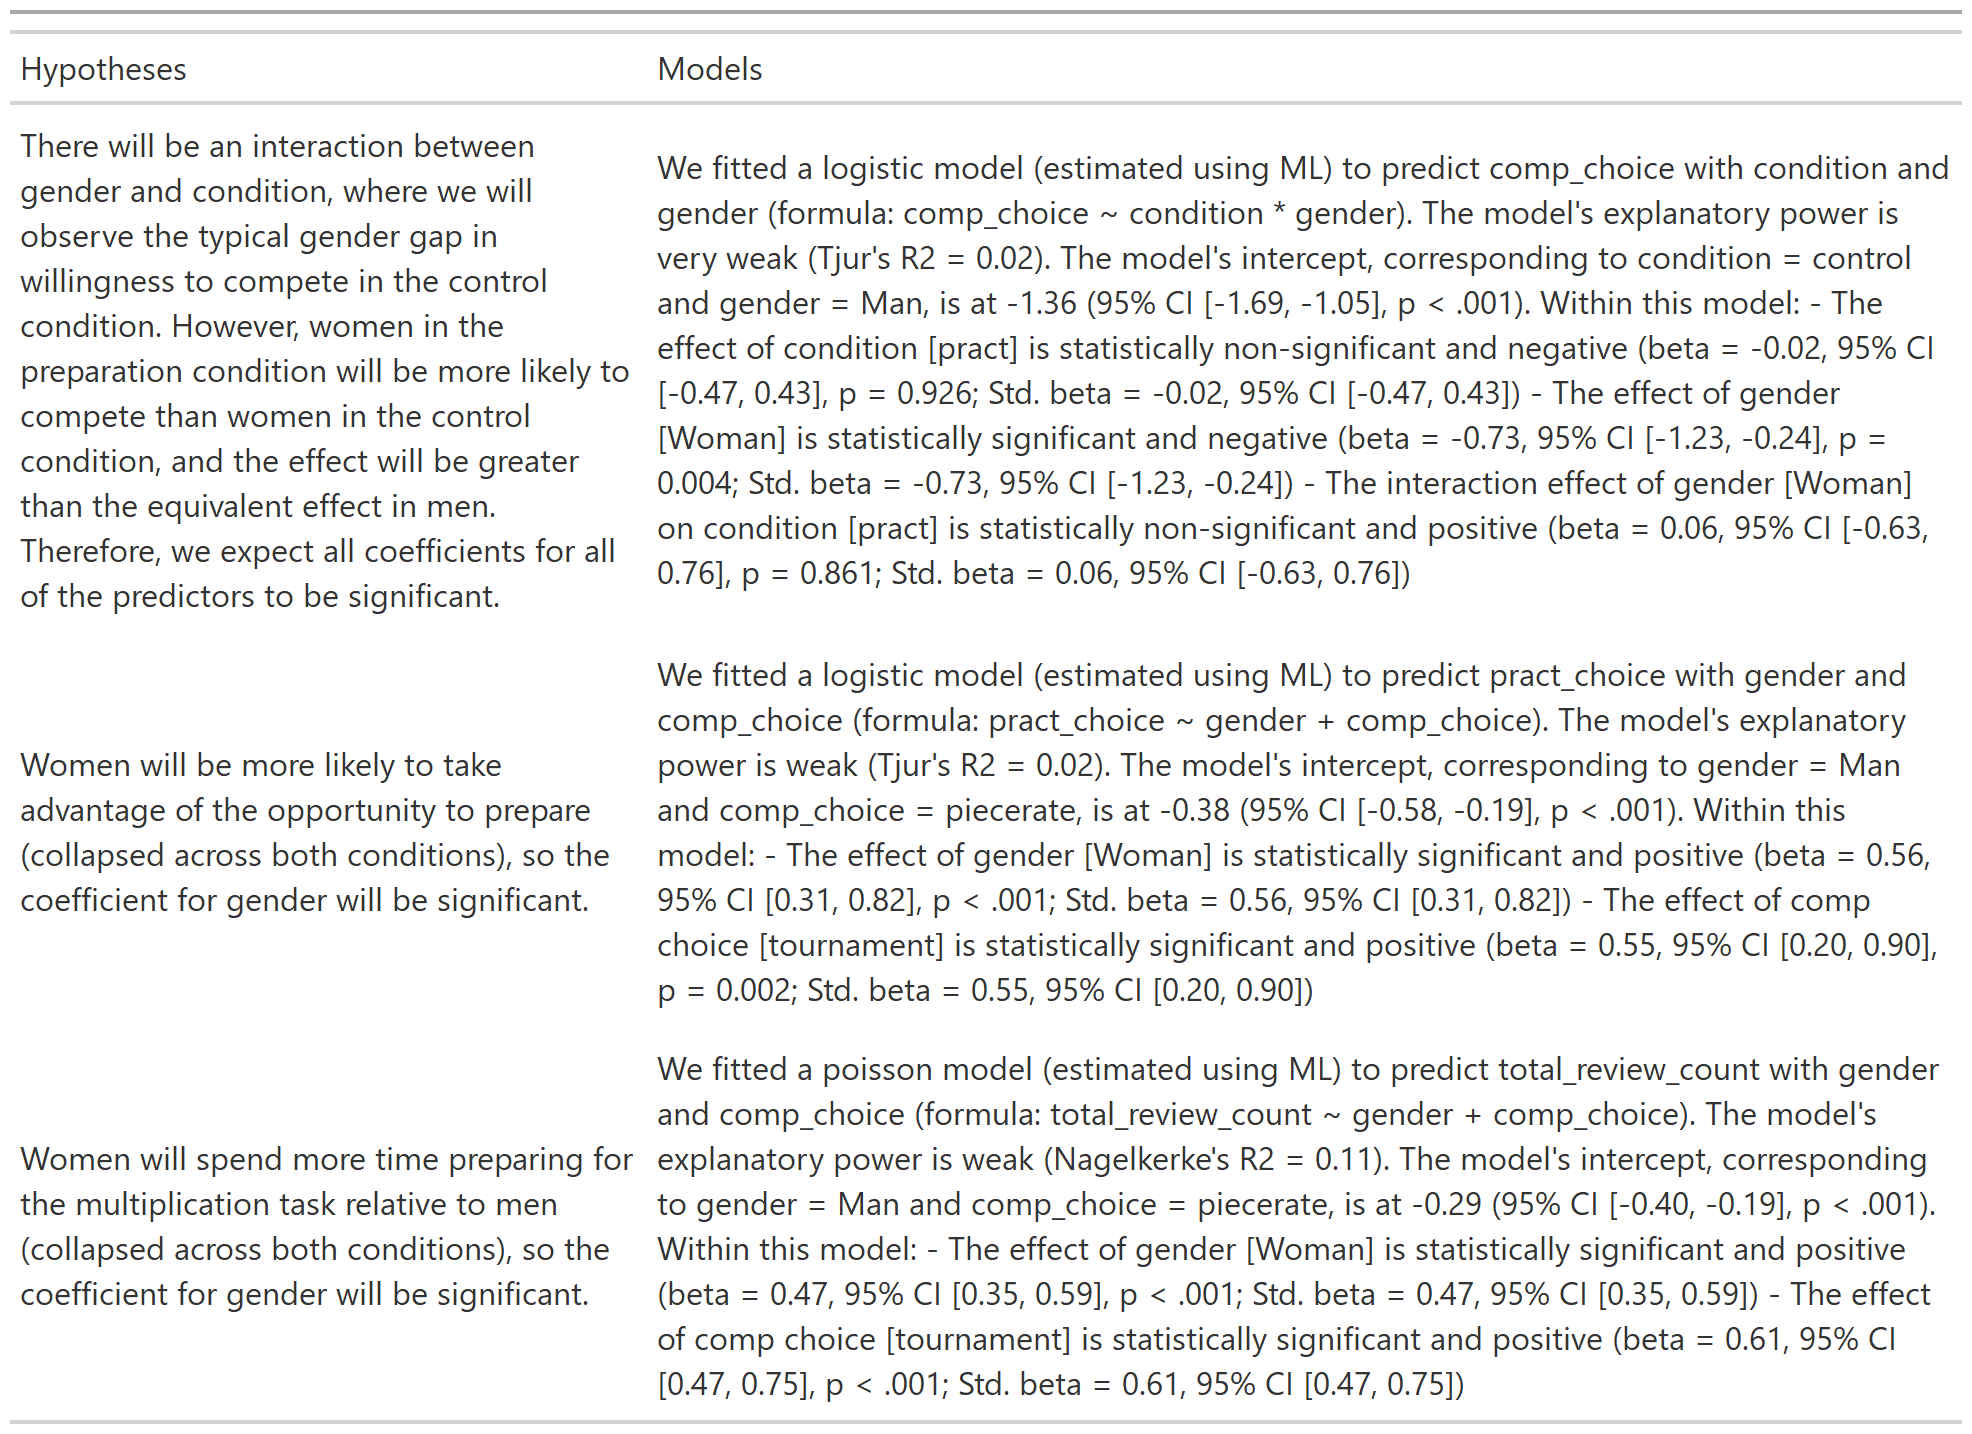 Hypotheses
Models
There will be an interaction between
gender and condition, where we will
observe the typical gender gap in
willingness to compete in the control
condition. However, women in the
preparation condition will be more likely to
compete than women in the control
condition, and the effect will be greater
than the equivalent effect in men.
Therefore, we expect all coefficients for all
of the predictors to be significant.
We fitted a logistic model (estimated using ML) to predict comp_choice with condition and
gender (formula: comp_choice ~ condition * gender). The model's explanatory power is
very weak (Tjur's R2 = 0.02). The model's intercept, corresponding to condition = control
and gender = Man, is at -1.36 (95% CI [-1.69, -1.05], p < .001). Within this model: - The
effect of condition [pract] is statistically non-significant and negative (beta = -0.02, 95% CI
[-0.47, 0.43], p = 0.926; Std. beta = -0.02, 95% CI [-0.47, 0.43]) - The effect of gender
[Woman] is statistically significant and negative (beta = -0.73, 95% CI [-1.23, -0.24], p =
0.004; Std. beta = -0.73, 95% CI [-1.23, -0.24]) - The interaction effect of gender [Woman]
on condition [pract] is statistically non-significant and positive (beta = 0.06, 95% CI [-0.63,
0.76], p = 0.861; Std. beta = 0.06, 95% CI [-0.63, 0.76])
Women will be more likely to take
advantage of the opportunity to prepare
(collapsed across both conditions), so the
coefficient for gender will be significant.
We fitted a logistic model (estimated using ML) to predict pract_choice with gender and
comp_choice (formula: pract_choice ~ gender + comp_choice). The model's explanatory
power is weak (Tjur's R2 = 0.02). The model's intercept, corresponding to gender = Man
and comp_choice = piecerate, is at -0.38 (95% CI [-0.58, -0.19], p < .001). Within this
model: - The effect of gender [Woman] is statistically significant and positive (beta = 0.56,
95% CI [0.31, 0.82], p < .001; Std. beta = 0.56, 95% CI [0.31, 0.82]) - The effect of comp
choice [tournament] is statistically significant and positive (beta = 0.55, 95% CI [0.20, 0.90],
p = 0.002; Std. beta = 0.55, 95% CI [0.20, 0.90])
Women will spend more time preparing for
the multiplication task relative to men
(collapsed across both conditions), so the
coefficient for gender will be significant.
We fitted a poisson model (estimated using ML) to predict total_review_count with gender
and comp_choice (formula: total_review_count ~ gender + comp_choice). The model's
explanatory power is weak (Nagelkerke's R2 = 0.11). The model's intercept, corresponding
to gender = Man and comp_choice = piecerate, is at -0.29 (95% CI [-0.40, -0.19], p < .001).
Within this model: - The effect of gender [Woman] is statistically significant and positive
(beta = 0.47, 95% CI [0.35, 0.59], p < .001; Std. beta = 0.47, 95% CI [0.35, 0.59]) - The effect
of comp choice [tournament] is statistically significant and positive (beta = 0.61, 95% CI
[0.47, 0.75], p < .001; Std. beta = 0.61, 95% CI [0.47, 0.75])